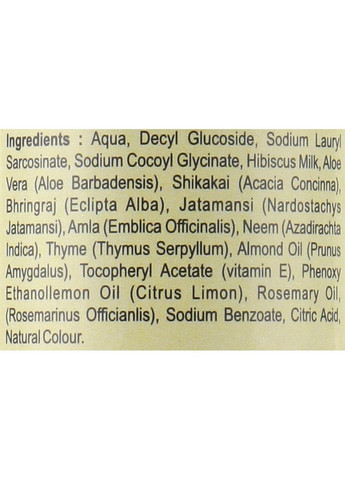 Ingredients : Aqua, Decyl Glucoside, Sodium Lauryl
Sarcosinate, Sodium Cocoyl Glycinate, Hibiscus Milk, Aloe
Vera (Aloe Barbadensis), Shikakai (Acacia Concinna),
Bhringraj (Eclipta Alba), Jatamansi (Nardostachys
Jatamansi), Amla (Emblica Officinalis), Neem (Azadirachta
Indica), Thyme (Thymus Serpyllum), Almond Oil (Prunus
Amygdalus), Tocopheryl Acetate (vitamin E), Phenoxy
Ethanollemon Oil (Citrus Limon), Rosemary Oil,
(Rosemarinus Officianlis), Sodium Benzoate, Citric Acid,
Natural Colour.